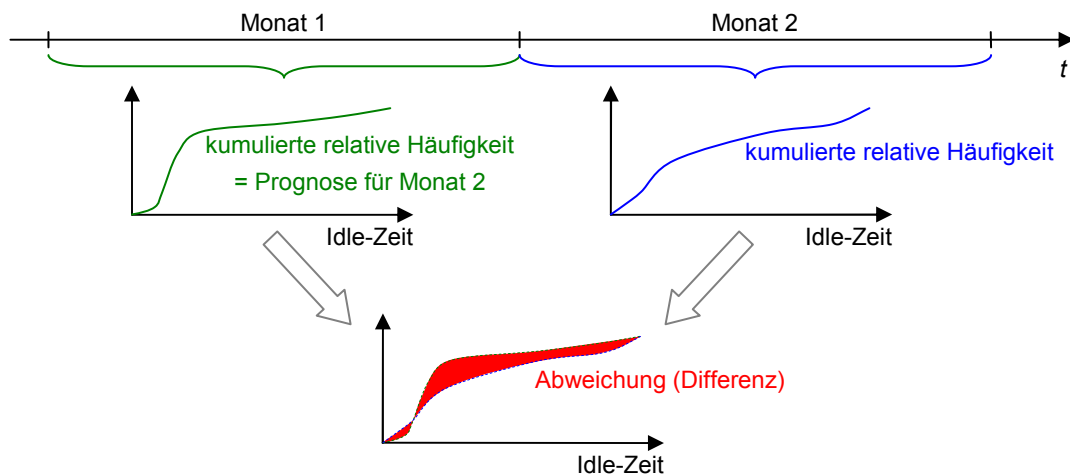 Monat 1
Monat 2
t
kumulierte relative Häufigkeit
= Prognose für Monat 2
kumulierte relative Häufigkeit
Idle-Zeit
Idle-Zeit
Abweichung (Differenz)
Idle-Zeit